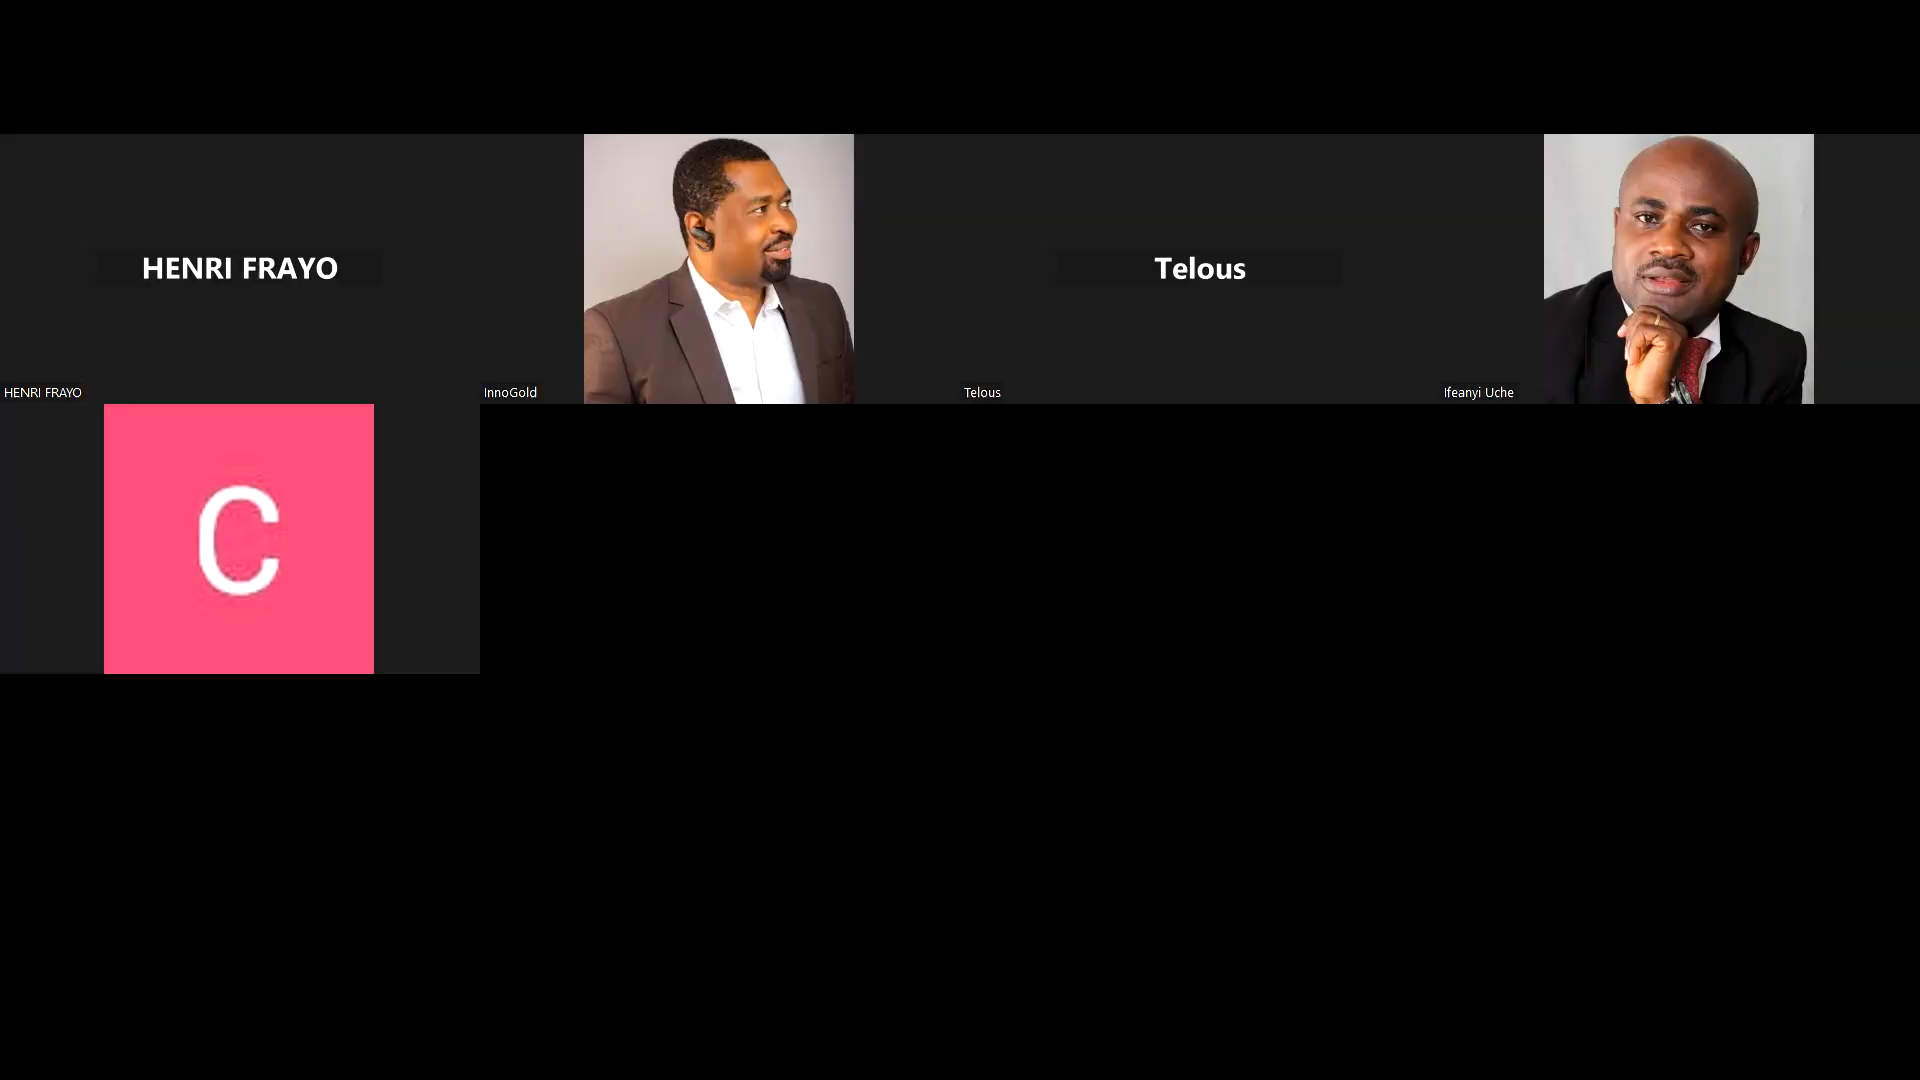 HENRI FRAYO
Telous
HENRI FRAYO
InnoGold
Telous
Ifeanyi Uche
C